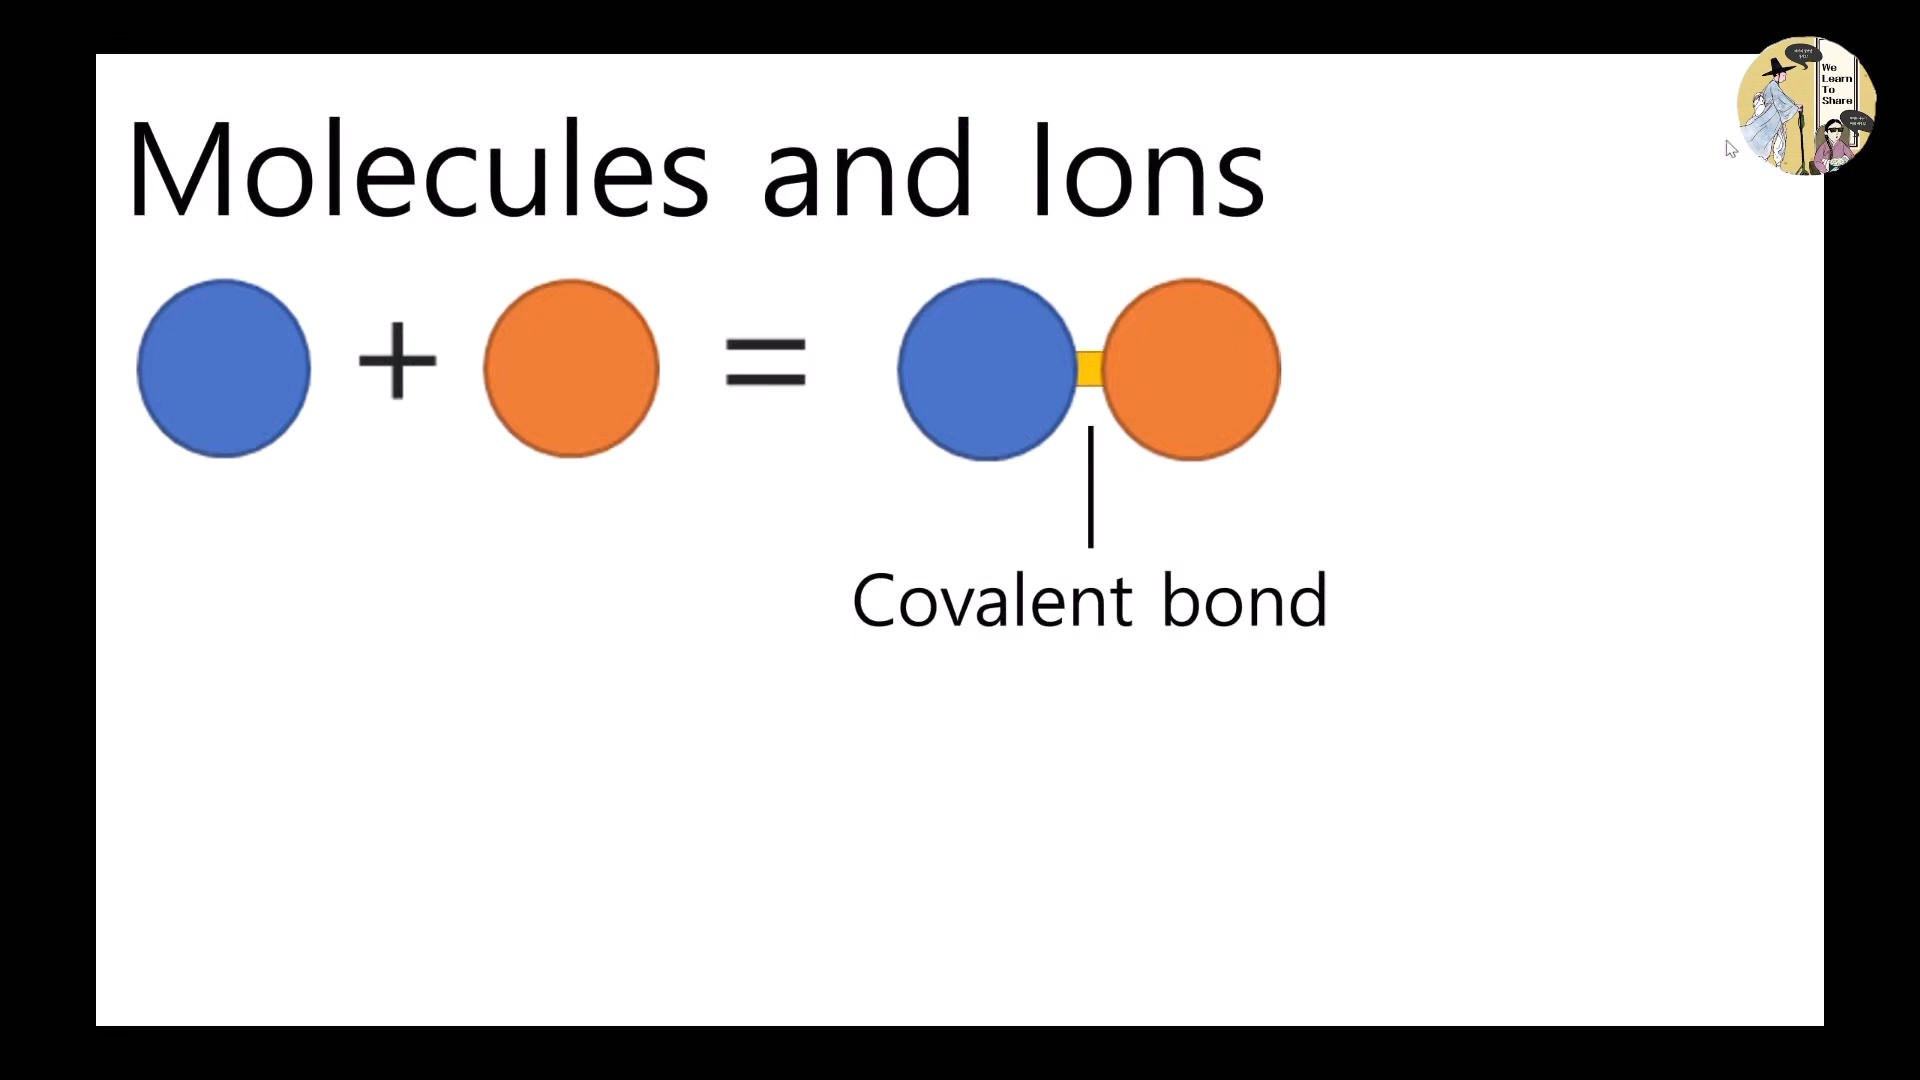 Molecules and Ions
+ =
Covalent bond
We
Learn
To
Share